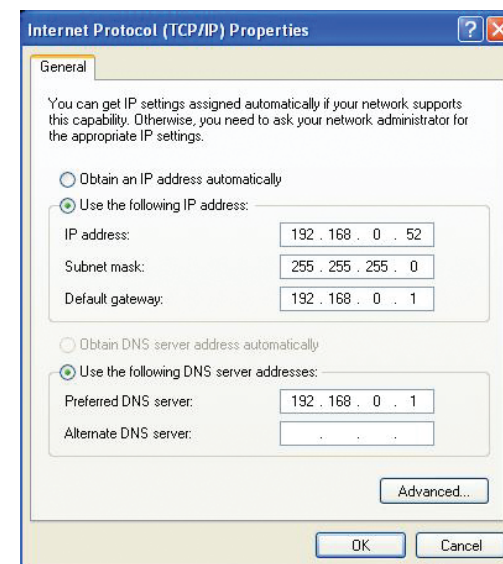 Internet Protocol (TCP/IP) Properties
General
You can get IP settings assigned automatically if your network supports
this capability. Otherwise, you need to ask your network administrator for
the appropriate IP settings.
Obtain an IP address automatically
Use the following IP address:
IP address: 192 . 168 . 0 . 52
Subnet mask: 255 . 255 . 255 . 0
Default gateway: 192 . 168 . 0 . 1
Obtain DNS server address automatically
Use the following DNS server addresses:
Preferred DNS server: 192 . 168 . 0 . 1
Alternate DNS server: . . .
Advanced...
OK Cancel